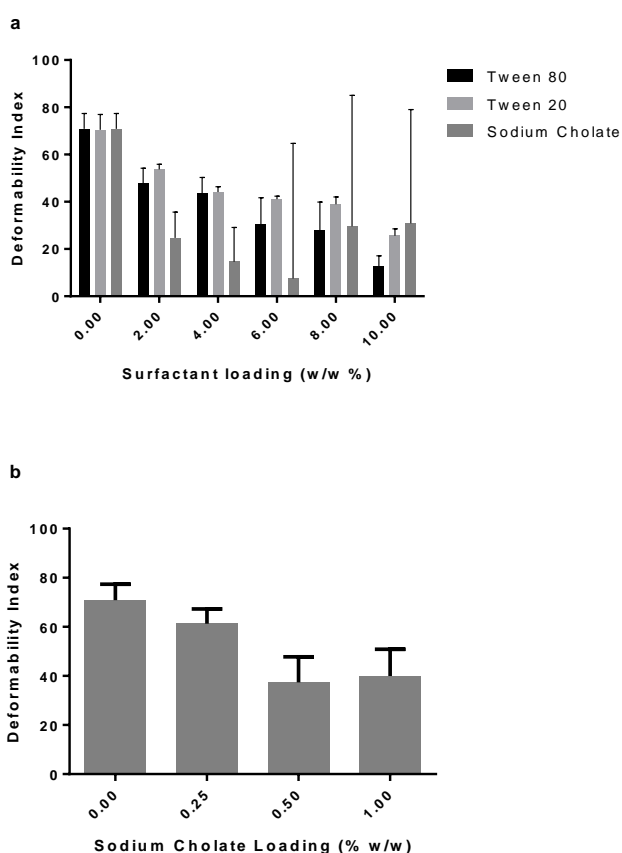 a
100
80
60
40
20
0
Deformability Index
0.00
2.00
4.00
6.00
8.00
10.00
Surfactant loading (w/w %)
Tween 80
Tween 20
Sodium Cholate
b
100
80
60
40
20
0
Deformability Index
0.00
0.25
0.50
1.00
Sodium Cholate Loading (% w/w)